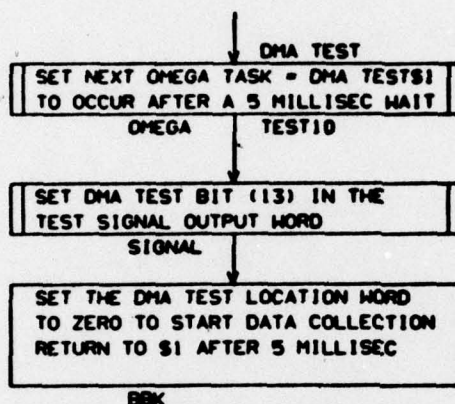 DMA TEST
SET NEXT OMEGA TASK = DMA TEST$1
TO OCCUR AFTER A 5 MILLISEC WAIT
OMEGA TEST10
SET DMA TEST BIT (13) IN THE
TEST SIGNAL OUTPUT WORD
SIGNAL
SET THE DMA TEST LOCATION WORD
TO ZERO TO START DATA COLLECTION
RETURN TO $1 AFTER 5 MILLISEC
BBK